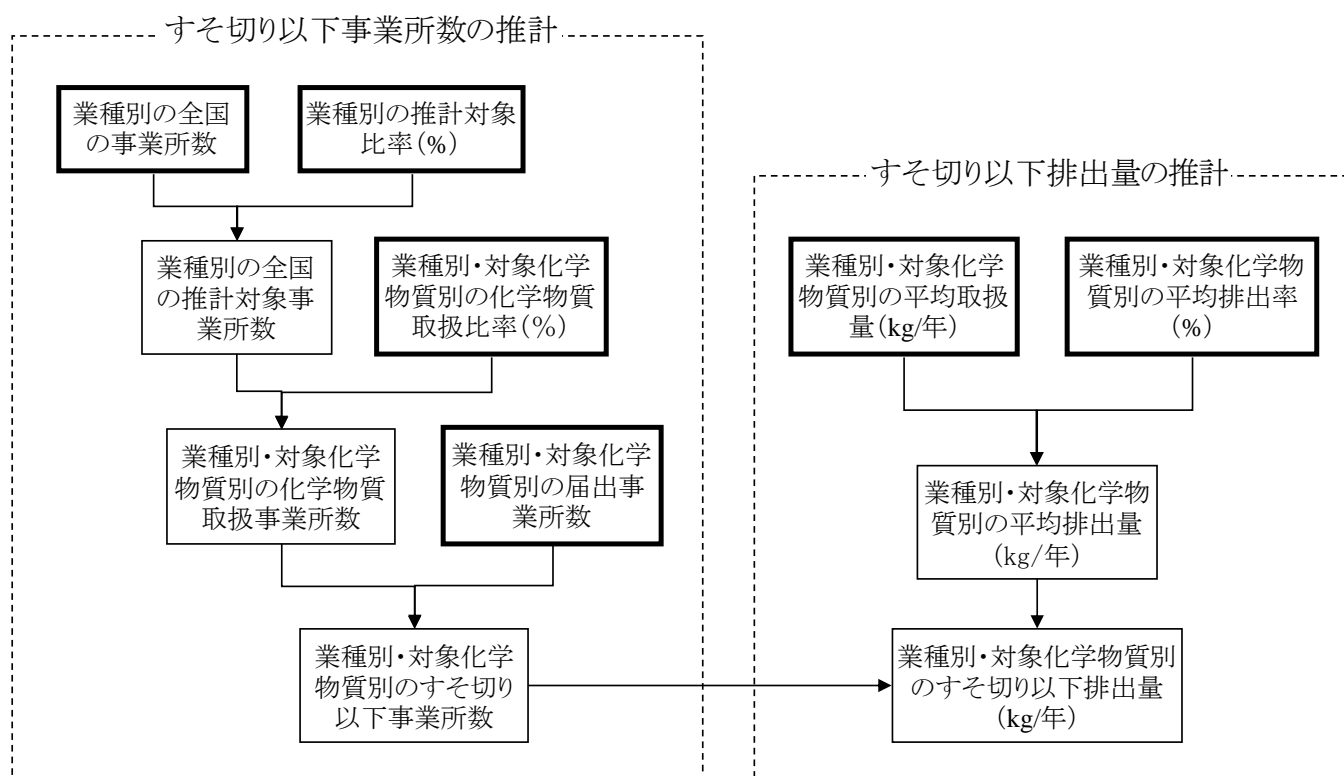 すそ切り以下事業所数の推計
業種別の全国
の事業所数
業種別の推計対象
比率(%)
業種別の全国
の推計対象事
業所数
業種別・対象化学
物質別の化学物質
取扱比率(%)
業種別・対象化学
物質別の化学物質
取扱事業所数
業種別・対象化学
物質別の届出事
業所数
業種別・対象化学
物質別のすそ切り
以下事業所数
すそ切り以下排出量の推計
業種別・対象化学
物質別の平均取扱
量(kg/年)
業種別・対象化学物
質別の平均排出率
(%)
業種別・対象化学物
質別の平均排出量
(kg/年)
業種別・対象化学物質別
のすそ切り以下排出量
(kg/年)